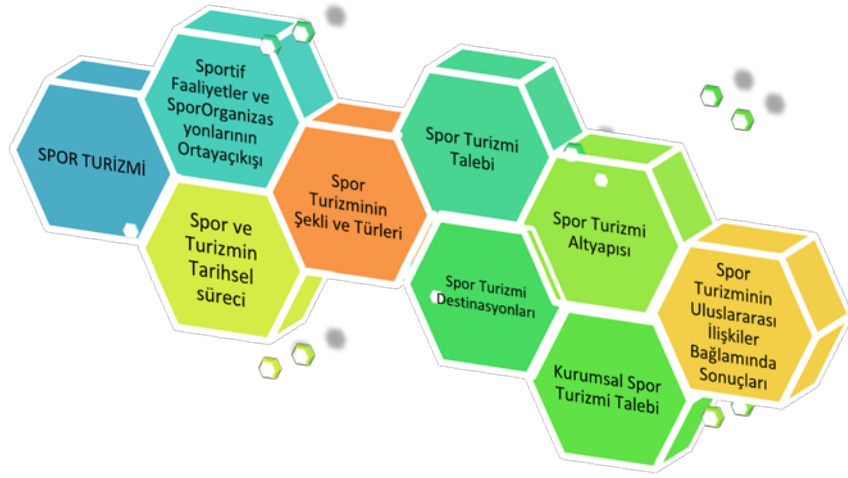 SPOR TURİZMİ
Sportif
Faaliyetler ve
SporOrganizas
yonlarının
Ortayaçıkışı
Spor ve
Turizmin
Tarihsel
süreci
Spor
Turizminin
Şekli ve Türleri
Spor Turizmi
Talebi
Spor Turizmi
Destinasyonları
Spor Turizmi
Altyapısı
Kurumsal Spor
Turizmi Talebi
Spor
Turizminin
Uluslararası
İlişkiler
Bağlamında
Sonuçları